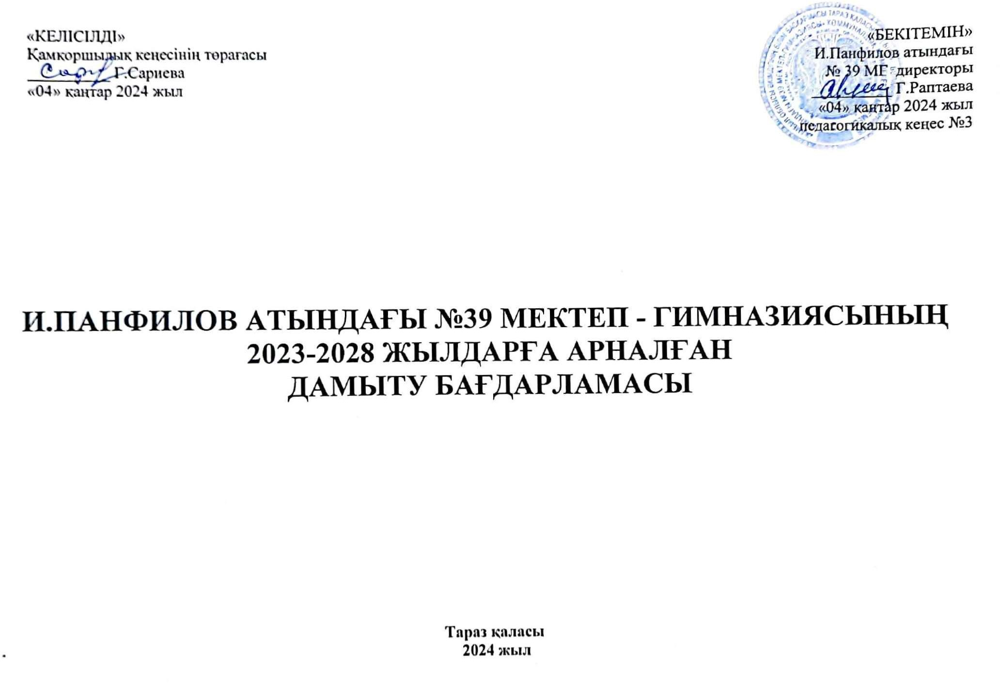 «КЕЛІСІЛДІ»
Қамқоршылық кеңесінің төрағасы
Г.Сариева
«04» қаңтар 2024 жыл
«БЕКІТЕМІН»
И.Панфилов атындағы
№ 39 МГ директоры
Г.Раптаева
«04» қаңтар 2024 жыл
педагогикалық кеңес №3
И.ПАНФИЛОВ АТЫНДАҒЫ №39 МЕКТЕП - ГИМНАЗИЯСЫНЫҢ
2023-2028 ЖЫЛДАРҒА АРНАЛҒАН
ДАМЫТУ БАҒДАРЛАМАСЫ
Тараз қаласы
2024 жыл